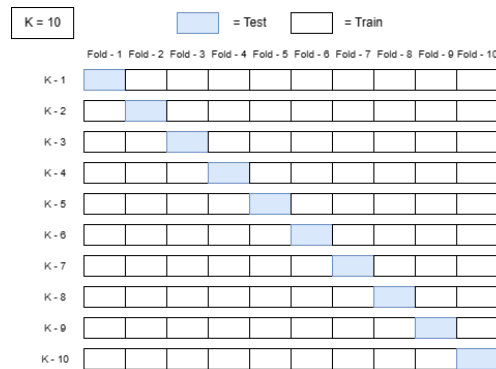 K = 10 = Test = Train
Fold - 1 Fold - 2 Fold - 3 Fold - 4 Fold - 5 Fold - 6 Fold - 7 Fold - 8 Fold - 9 Fold - 10
K - 1
K - 2
K - 3
K - 4
K - 5
K - 6
K - 7
K - 8
K - 9
K - 10